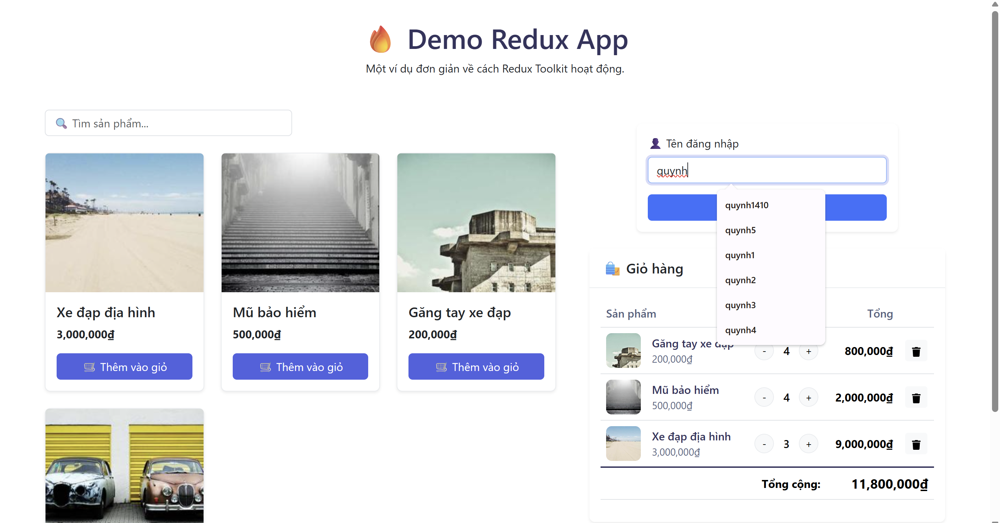 Demo Redux App
Một ví dụ đơn giản về cách Redux Toolkit hoạt động.
Tìm sản phẩm...
Xe đạp địa hình
3,000,000₫
Thêm vào giỏ
Mũ bảo hiểm
500,000₫
Thêm vào giỏ
Găng tay xe đạp
200,000₫
Thêm vào giỏ
Tên đăng nhập
quynh
quynh1410
quynh5
quynh1
quynh2
quynh3
quynh4
Giỏ hàng
Sản phẩm Tổng
Găng tay xe đạp
200,000₫
- 4 + 800,000₫
Mũ bảo hiểm
500,000₫
- 4 + 2,000,000₫
Xe đạp địa hình
3,000,000₫
- 3 + 9,000,000₫
Tổng cộng: 11,800,000₫